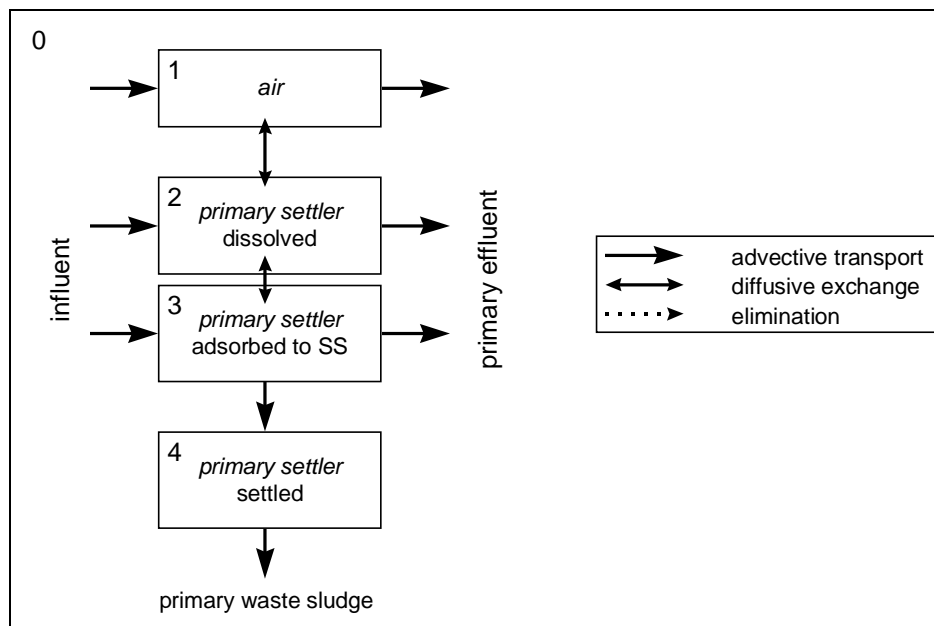 0
1
air
2
primary settler
dissolved
3
primary settler
adsorbed to SS
4
primary settler
settled
primary waste sludge
influent
primary effluent
advective transport
diffusive exchange
elimination